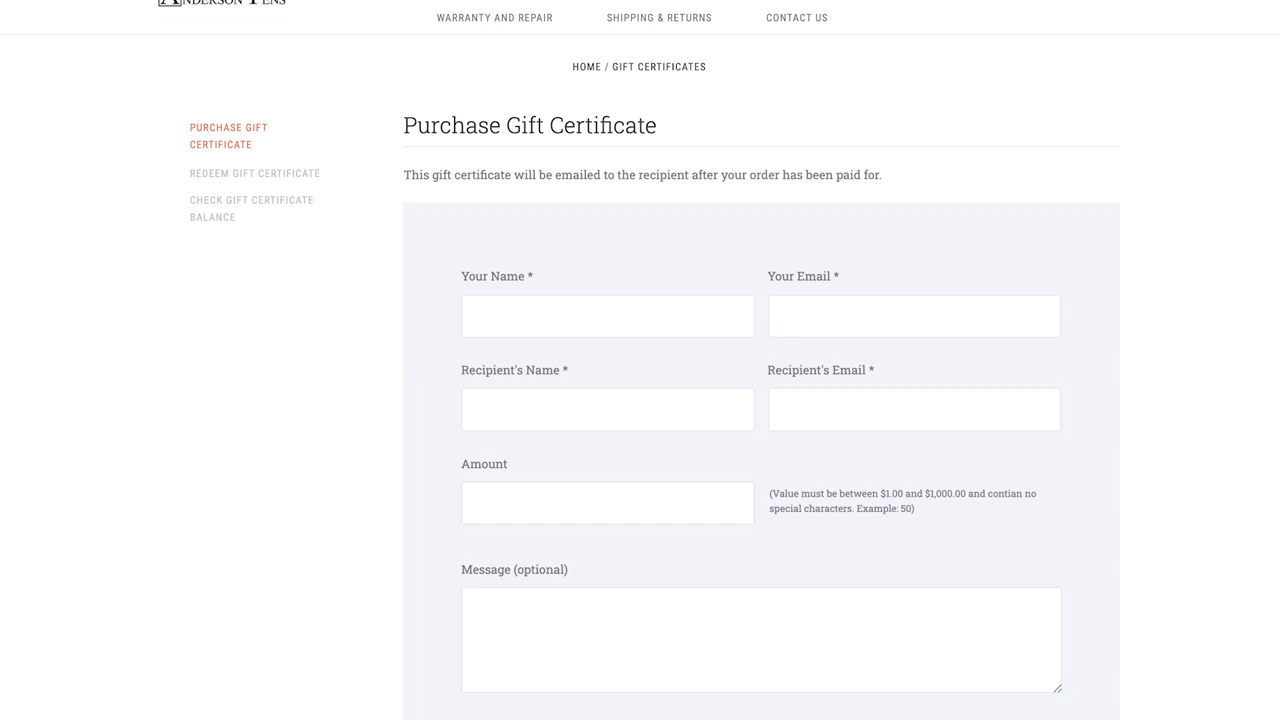 ANDERSON PENS
WARRANTY AND REPAIR SHIPPING & RETURNS CONTACT US
HOME / GIFT CERTIFICATES
PURCHASE GIFT
CERTIFICATE
REDEEM GIFT CERTIFICATE
CHECK GIFT CERTIFICATE
BALANCE
Purchase Gift Certificate
This gift certificate will be emailed to the recipient after your order has been paid for.
Your Name * Your Email *
Recipient's Name * Recipient's Email *
Amount
(Value must be between $1.00 and $1,000.00 and contian no
special characters. Example: 50)
Message (optional)